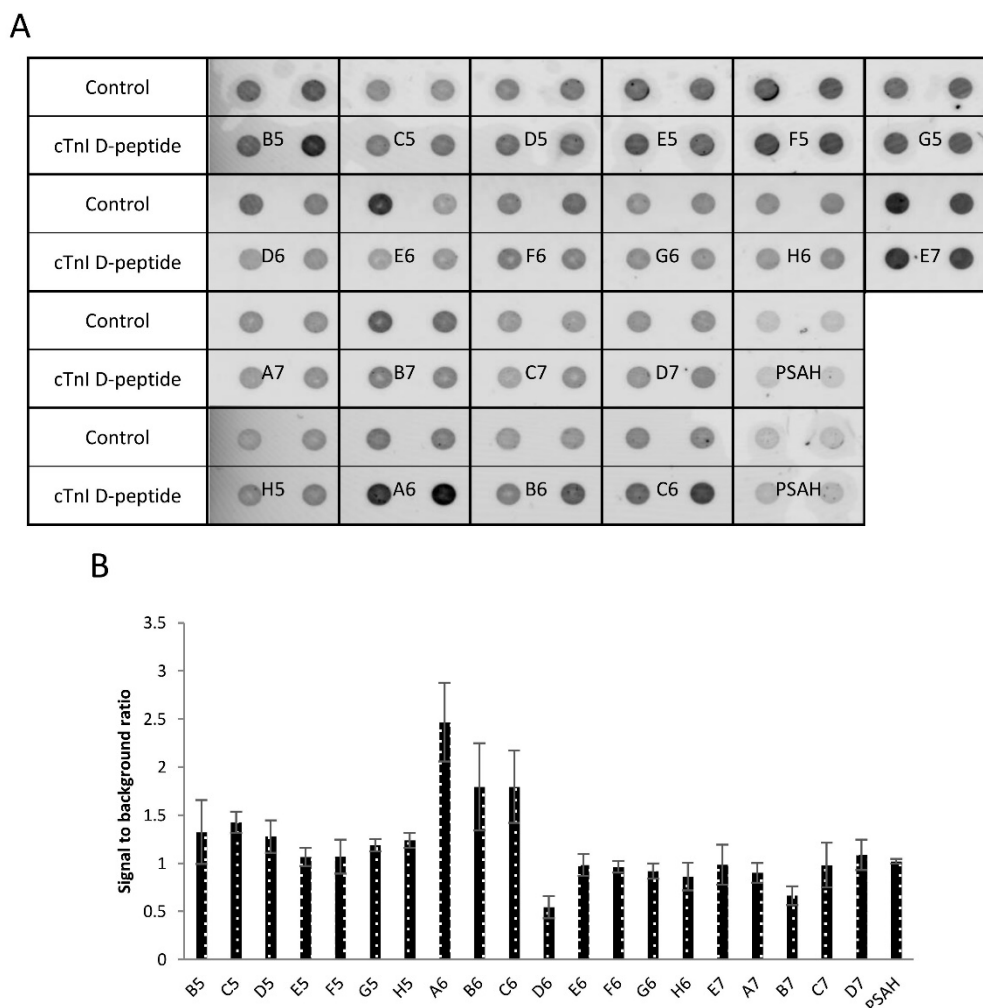 A
Control
cTnI D-peptide B5 C5 D5 E5 F5 G5
Control
cTnI D-peptide D6 E6 F6 G6 H6 E7
Control
cTnI D-peptide A7 B7 C7 D7 PSAH
Control
cTnI D-peptide H5 A6 B6 C6 PSAH
B
3.5
3
2.5
2
1.5
1
0.5
0
Signal to background ratio
B5 C5 D5 E5 F5 G5 H5 A6 B6 C6 D6 E6 F6 G6 H6 E7 A7 B7 C7 D7 PSAH